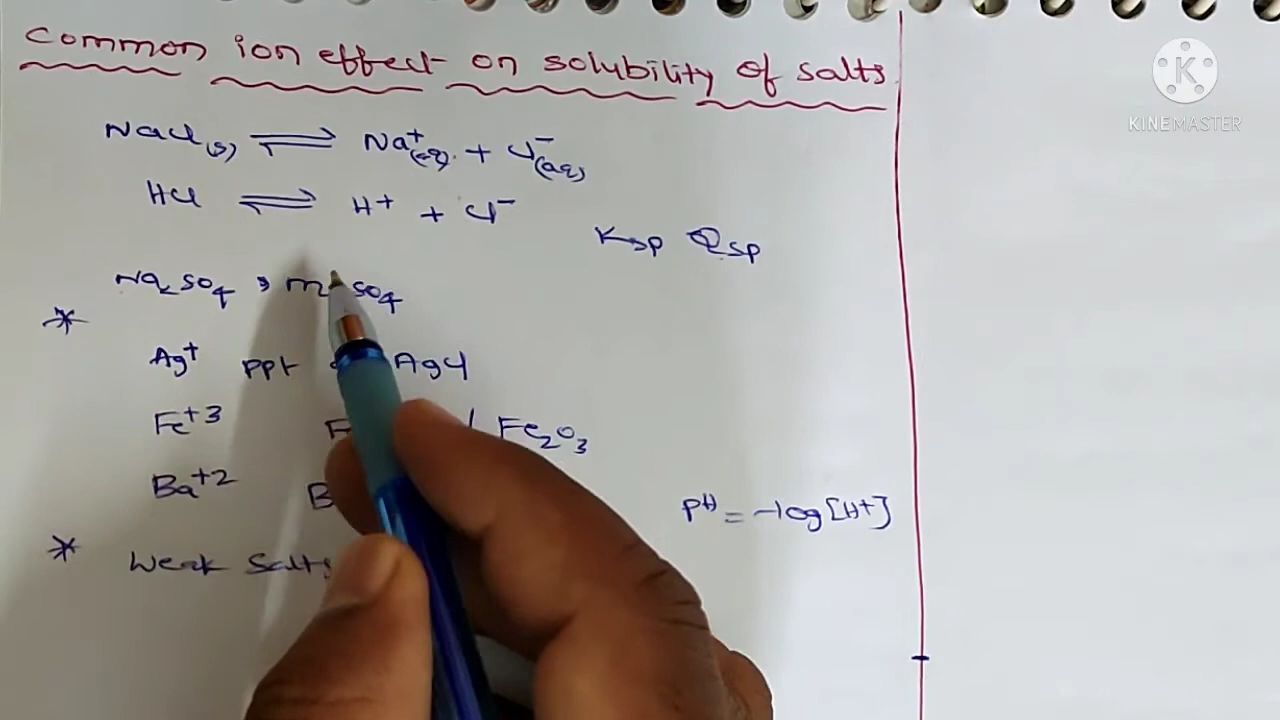 Common ion effect on solubility of salts
K
KINEMASTER
NaCl(s) ⇌ Na+(aq) + Cl-(aq)
HCl ⇌ H+ + Cl-
Ksp Qsp
Na2SO4, SO4
*
Ag+ ppt AgCl
Fe+3 F / Fe2O3
Ba+2 B
pH = -log[H+]
* Weak Salts